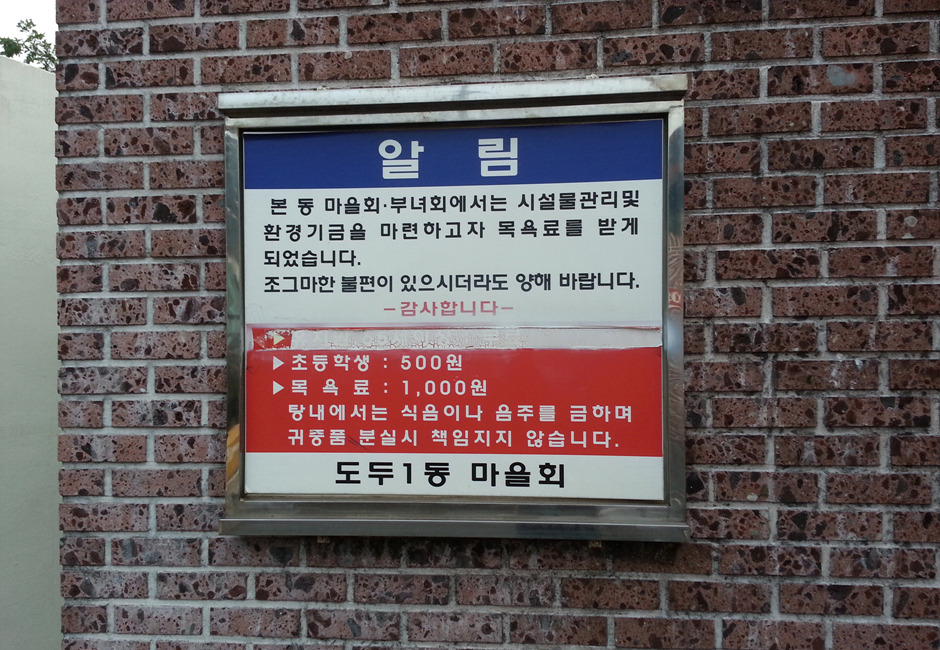 알 림
본 동 마을회·부녀회에서는 시설물관리및
환경기금을 마련하고자 목욕료를 받게
되었습니다.
조그마한 불편이 있으시더라도 양해 바랍니다.
-감사합니다-
▶
▶초등학생 : 500원
▶목 욕 료 : 1,000원
탕내에서는 식음이나 음주를 금하며
귀중품 분실시 책임지지 않습니다.
도두1동 마을회